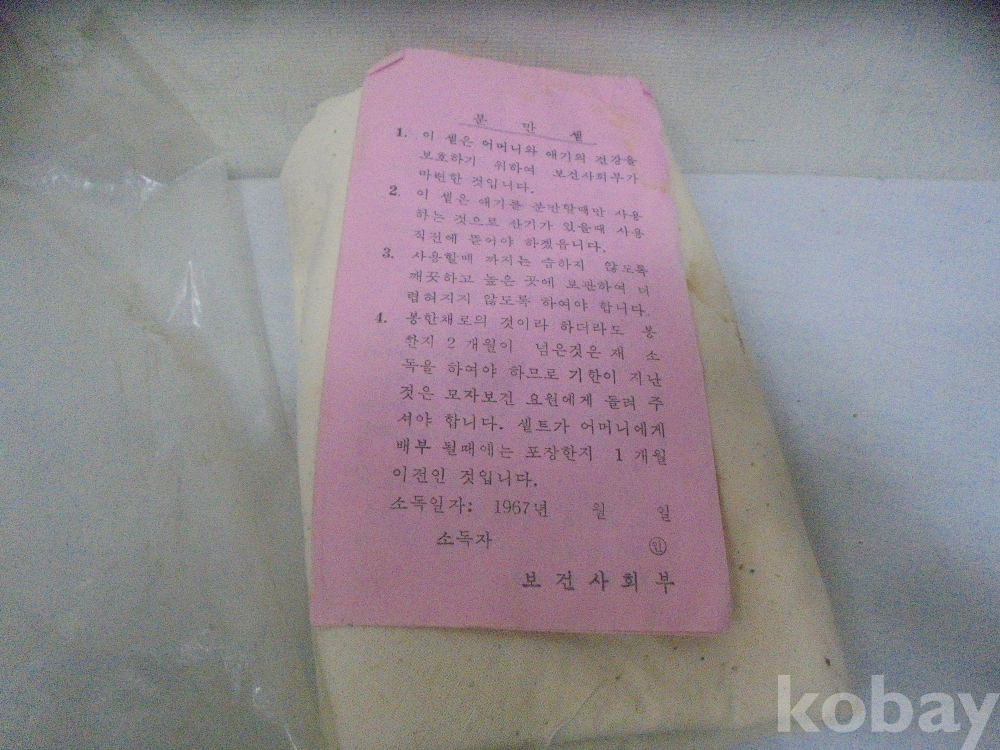 분 만 셑
1. 이 셑은 어머니와 애기의 건강을
보호하기 위하여 보건사회부가
마번한 것입니다.
2. 이 셑은 애기를 분만할때만 사용
하는 것으로 산기가 있을때 사용
직전에 뜯어야 하겠읍니다.
3. 사용할때 까지는 습하지 않도록
깨끗하고 높은 곳에 보관하여 더
럽혀지지 않도록 하여야 합니다.
4. 봉한채로의 것이라 하더라도 봉
한지 2 개월이 넘은것은 재 소
독을 하여야 하므로 기한이 지난
것은 모자보건 요원에게 돌려 주
셔야 합니다. 셑트가 어머니에게
배부 될때에는 포장한지 1 개월
이전인 것입니다.
소독일자: 1967년 월 일
소독자 ㊞
보건사회부
kobay